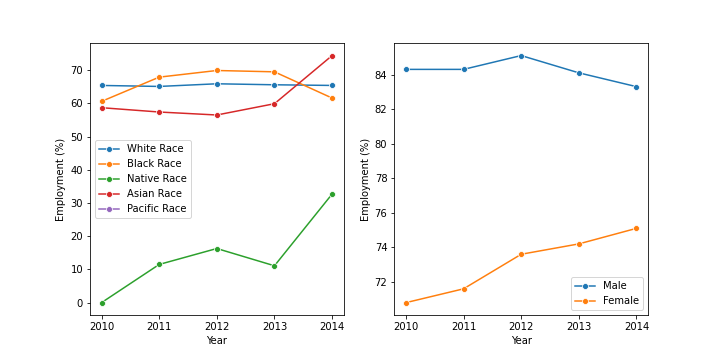 70
60
50
40
30
20
10
0
Employment (%)
White Race
Black Race
Native Race
Asian Race
Pacific Race
2010 2011 2012 2013 2014
Year
84
82
80
78
76
74
72
Employment (%)
Male
Female
2010 2011 2012 2013 2014
Year